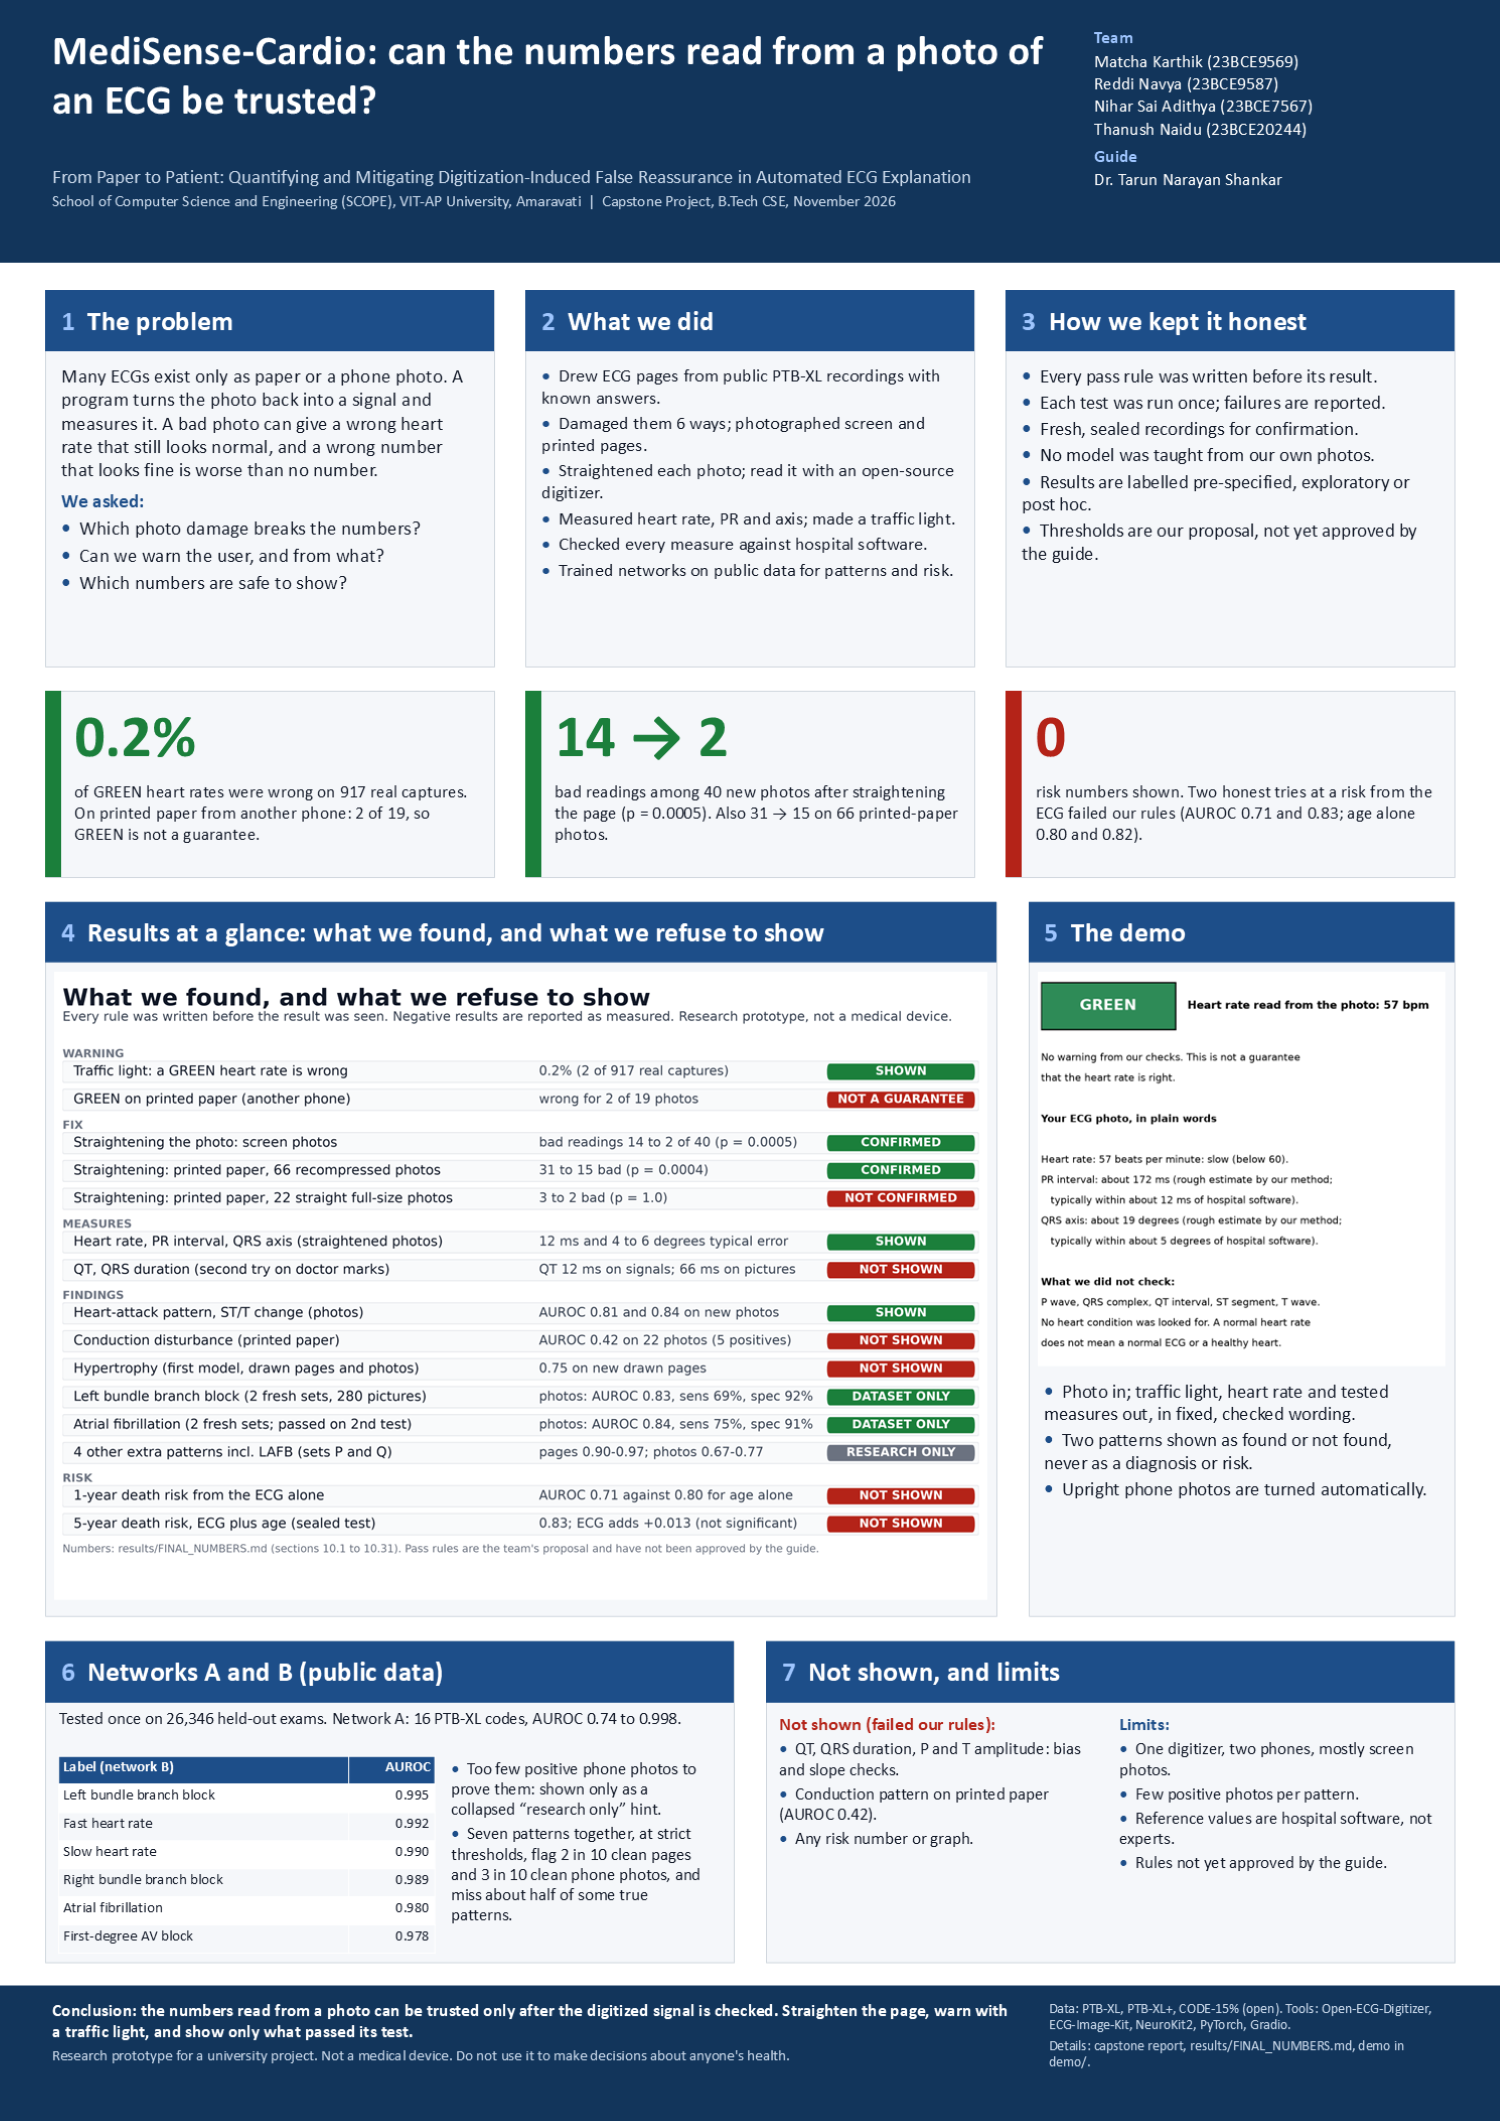 MediSense-Cardio: can the numbers read from a photo of
an ECG be trusted?
From Paper to Patient: Quantifying and Mitigating Digitization-Induced False Reassurance in Automated ECG Explanation
School of Computer Science and Engineering (SCOPE), VIT-AP University, Amaravati | Capstone Project, B.Tech CSE, November 2026
Team
Matcha Karthik (23BCE9569)
Reddi Navya (23BCE9587)
Nihar Sai Adithya (23BCE7567)
Thanush Naidu (23BCE20244)
Guide
Dr. Tarun Narayan Shankar
1 The problem
Many ECGs exist only as paper or a phone photo. A
program turns the photo back into a signal and
measures it. A bad photo can give a wrong heart
rate that still looks normal, and a wrong number
that looks fine is worse than no number.
We asked:
• Which photo damage breaks the numbers?
• Can we warn the user, and from what?
• Which numbers are safe to show?
2 What we did
• Drew ECG pages from public PTB-XL recordings with
known answers.
• Damaged them 6 ways; photographed screen and
printed pages.
• Straightened each photo; read it with an open-source
digitizer.
• Measured heart rate, PR and axis; made a traffic light.
• Checked every measure against hospital software.
• Trained networks on public data for patterns and risk.
3 How we kept it honest
• Every pass rule was written before its result.
• Each test was run once; failures are reported.
• Fresh, sealed recordings for confirmation.
• No model was taught from our own photos.
• Results are labelled pre-specified, exploratory or
post hoc.
• Thresholds are our proposal, not yet approved by
the guide.
0.2%
of GREEN heart rates were wrong on 917 real captures.
On printed paper from another phone: 2 of 19, so
GREEN is not a guarantee.
14 → 2
bad readings among 40 new photos after straightening
the page (p = 0.0005). Also 31 → 15 on 66 printed-paper
photos.
0
risk numbers shown. Two honest tries at a risk from the
ECG failed our rules (AUROC 0.71 and 0.83; age alone
0.80 and 0.82).
4 Results at a glance: what we found, and what we refuse to show
What we found, and what we refuse to show
Every rule was written before the result was seen. Negative results are reported as measured. Research prototype, not a medical device.
WARNING
Traffic light: a GREEN heart rate is wrong 0.2% (2 of 917 real captures) SHOWN
GREEN on printed paper (another phone) wrong for 2 of 19 photos NOT A GUARANTEE
FIX
Straightening the photo: screen photos bad readings 14 to 2 of 40 (p = 0.0005) CONFIRMED
Straightening: printed paper, 66 recompressed photos 31 to 15 bad (p = 0.0004) CONFIRMED
Straightening: printed paper, 22 straight full-size photos 3 to 2 bad (p = 1.0) NOT CONFIRMED
MEASURES
Heart rate, PR interval, QRS axis (straightened photos) 12 ms and 4 to 6 degrees typical error SHOWN
QT, QRS duration (second try on doctor marks) QT 12 ms on signals; 66 ms on pictures NOT SHOWN
FINDINGS
Heart-attack pattern, ST/T change (photos) AUROC 0.81 and 0.84 on new photos SHOWN
Conduction disturbance (printed paper) AUROC 0.42 on 22 photos (5 positives) NOT SHOWN
Hypertrophy (first model, drawn pages and photos) 0.75 on new drawn pages NOT SHOWN
Left bundle branch block (2 fresh sets, 280 pictures) photos: AUROC 0.83, sens 69%, spec 92% DATASET ONLY
Atrial fibrillation (2 fresh sets; passed on 2nd test) photos: AUROC 0.84, sens 75%, spec 91% DATASET ONLY
4 other extra patterns incl. LAFB (sets P and Q) pages 0.90-0.97; photos 0.67-0.77 RESEARCH ONLY
RISK
1-year death risk from the ECG alone AUROC 0.71 against 0.80 for age alone NOT SHOWN
5-year death risk, ECG plus age (sealed test) 0.83; ECG adds +0.013 (not significant) NOT SHOWN
Numbers: results/FINAL_NUMBERS.md (sections 10.1 to 10.31). Pass rules are the team's proposal and have not been approved by the guide.
5 The demo
GREEN Heart rate read from the photo: 57 bpm
No warning from our checks. This is not a guarantee
that the heart rate is right.
Your ECG photo, in plain words
Heart rate: 57 beats per minute: slow (below 60).
PR interval: about 172 ms (rough estimate by our method;
typically within about 12 ms of hospital software).
QRS axis: about 19 degrees (rough estimate by our method;
typically within about 5 degrees of hospital software).
What we did not check:
P wave, QRS complex, QT interval, ST segment, T wave.
No heart condition was looked for. A normal heart rate
does not mean a normal ECG or a healthy heart.
• Photo in; traffic light, heart rate and tested
measures out, in fixed, checked wording.
• Two patterns shown as found or not found,
never as a diagnosis or risk.
• Upright phone photos are turned automatically.
6 Networks A and B (public data)
Tested once on 26,346 held-out exams. Network A: 16 PTB-XL codes, AUROC 0.74 to 0.998.
Label (network B) AUROC
Left bundle branch block 0.995
Fast heart rate 0.992
Slow heart rate 0.990
Right bundle branch block 0.989
Atrial fibrillation 0.980
First-degree AV block 0.978
• Too few positive phone photos to
prove them: shown only as a
collapsed “research only” hint.
• Seven patterns together, at strict
thresholds, flag 2 in 10 clean pages
and 3 in 10 clean phone photos, and
miss about half of some true
patterns.
7 Not shown, and limits
Not shown (failed our rules):
• QT, QRS duration, P and T amplitude: bias
and slope checks.
• Conduction pattern on printed paper
(AUROC 0.42).
• Any risk number or graph.
Limits:
• One digitizer, two phones, mostly screen
photos.
• Few positive photos per pattern.
• Reference values are hospital software, not
experts.
• Rules not yet approved by the guide.
Conclusion: the numbers read from a photo can be trusted only after the digitized signal is checked. Straighten the page, warn with
a traffic light, and show only what passed its test.
Research prototype for a university project. Not a medical device. Do not use it to make decisions about anyone's health.
Data: PTB-XL, PTB-XL+, CODE-15% (open). Tools: Open-ECG-Digitizer,
ECG-Image-Kit, NeuroKit2, PyTorch, Gradio.
Details: capstone report, results/FINAL_NUMBERS.md, demo in
demo/.